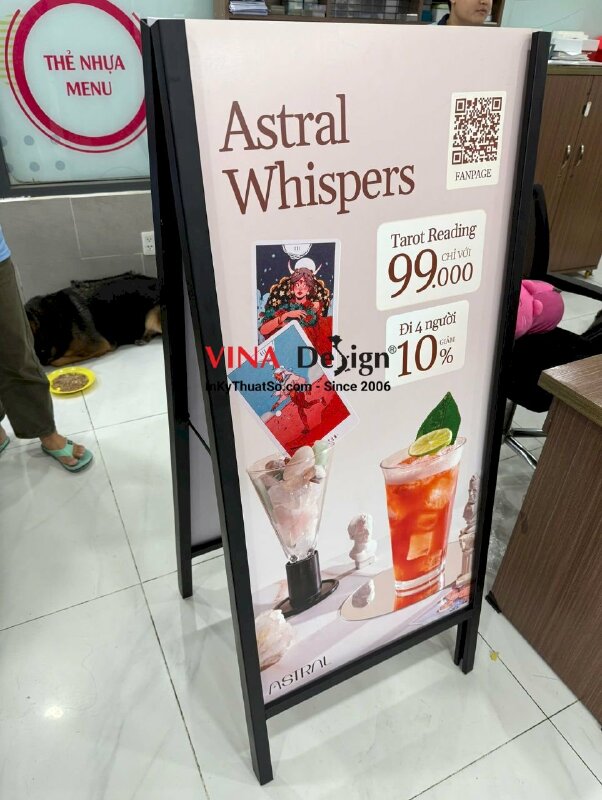 THẺ NHỰA
MENU
Astral
Whispers
FANPAGE
Tarot Reading
CHỈ VỚI
99.000
Đi 4 người
GIẢM
10%
VINA Design®
inKyThuatSo.com - Since 2006
III
ASTRAL